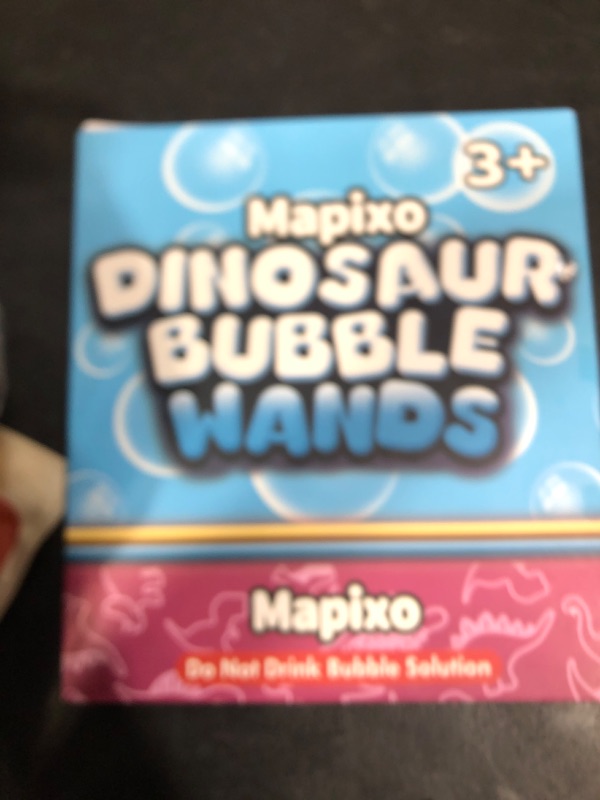 3+
Mapixo
DINOSAUR
BUBBLE
WANDS
Mapixo
Do Not Drink Bubble Solution